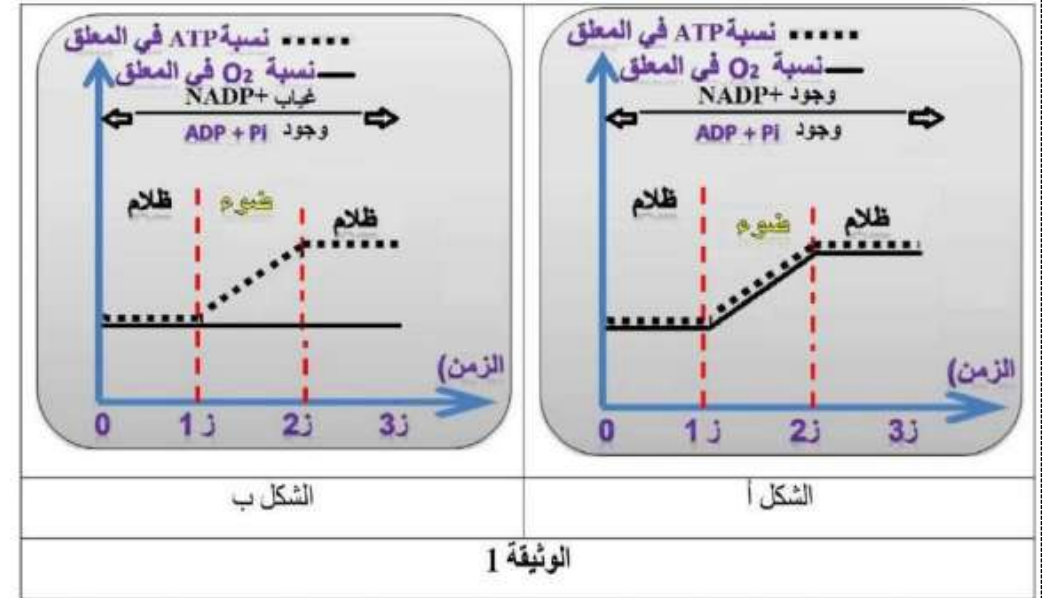 نسبة ATP في المعلق
نسبة O2 في المعلق
وجود NADP+
وجود ADP + Pi
ظلام
ضوء
ظلام
الزمن)
0 ز1 ز2 ز3
الشكل أ
نسبة ATP في المعلق
نسبة O2 في المعلق
غياب NADP+
وجود ADP + Pi
ظلام
ضوء
ظلام
الزمن)
0 ز1 ز2 ز3
الشكل ب
الوثيقة 1